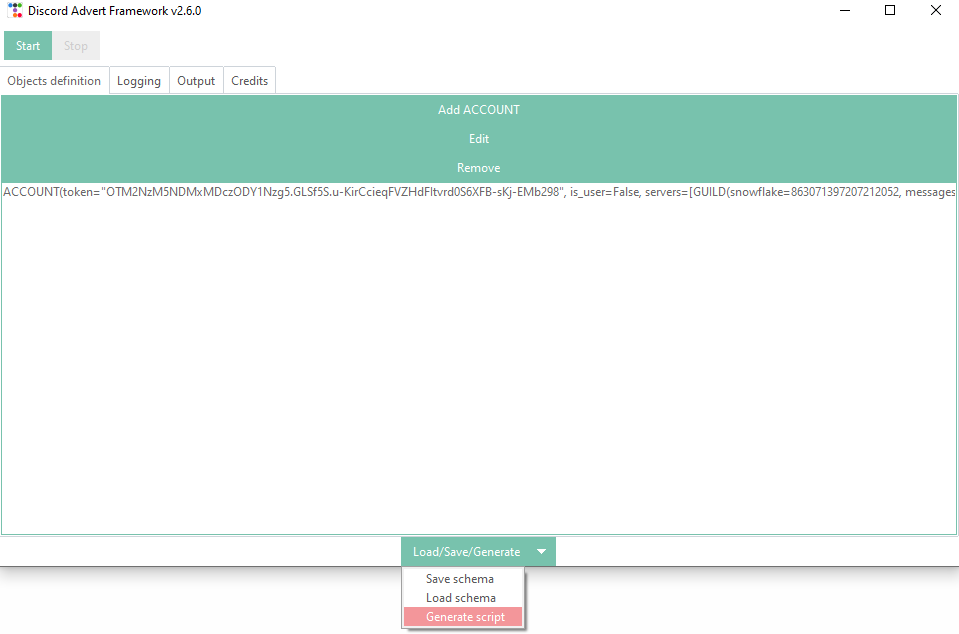 Discord Advert Framework v2.6.0
Start Stop
Objects definition Logging Output Credits
Add ACCOUNT
Edit
Remove
ACCOUNT(token="OTM2NzM5NDMxMDczODY1Nzg5.GLSf5S.u-KirCcieqFVZHdFltvrd0S6XFB-sKj-EMb298", is_user=False, servers=[GUILD(snowflake=863071397207212052, messages
Load/Save/Generate
Save schema
Load schema
Generate script